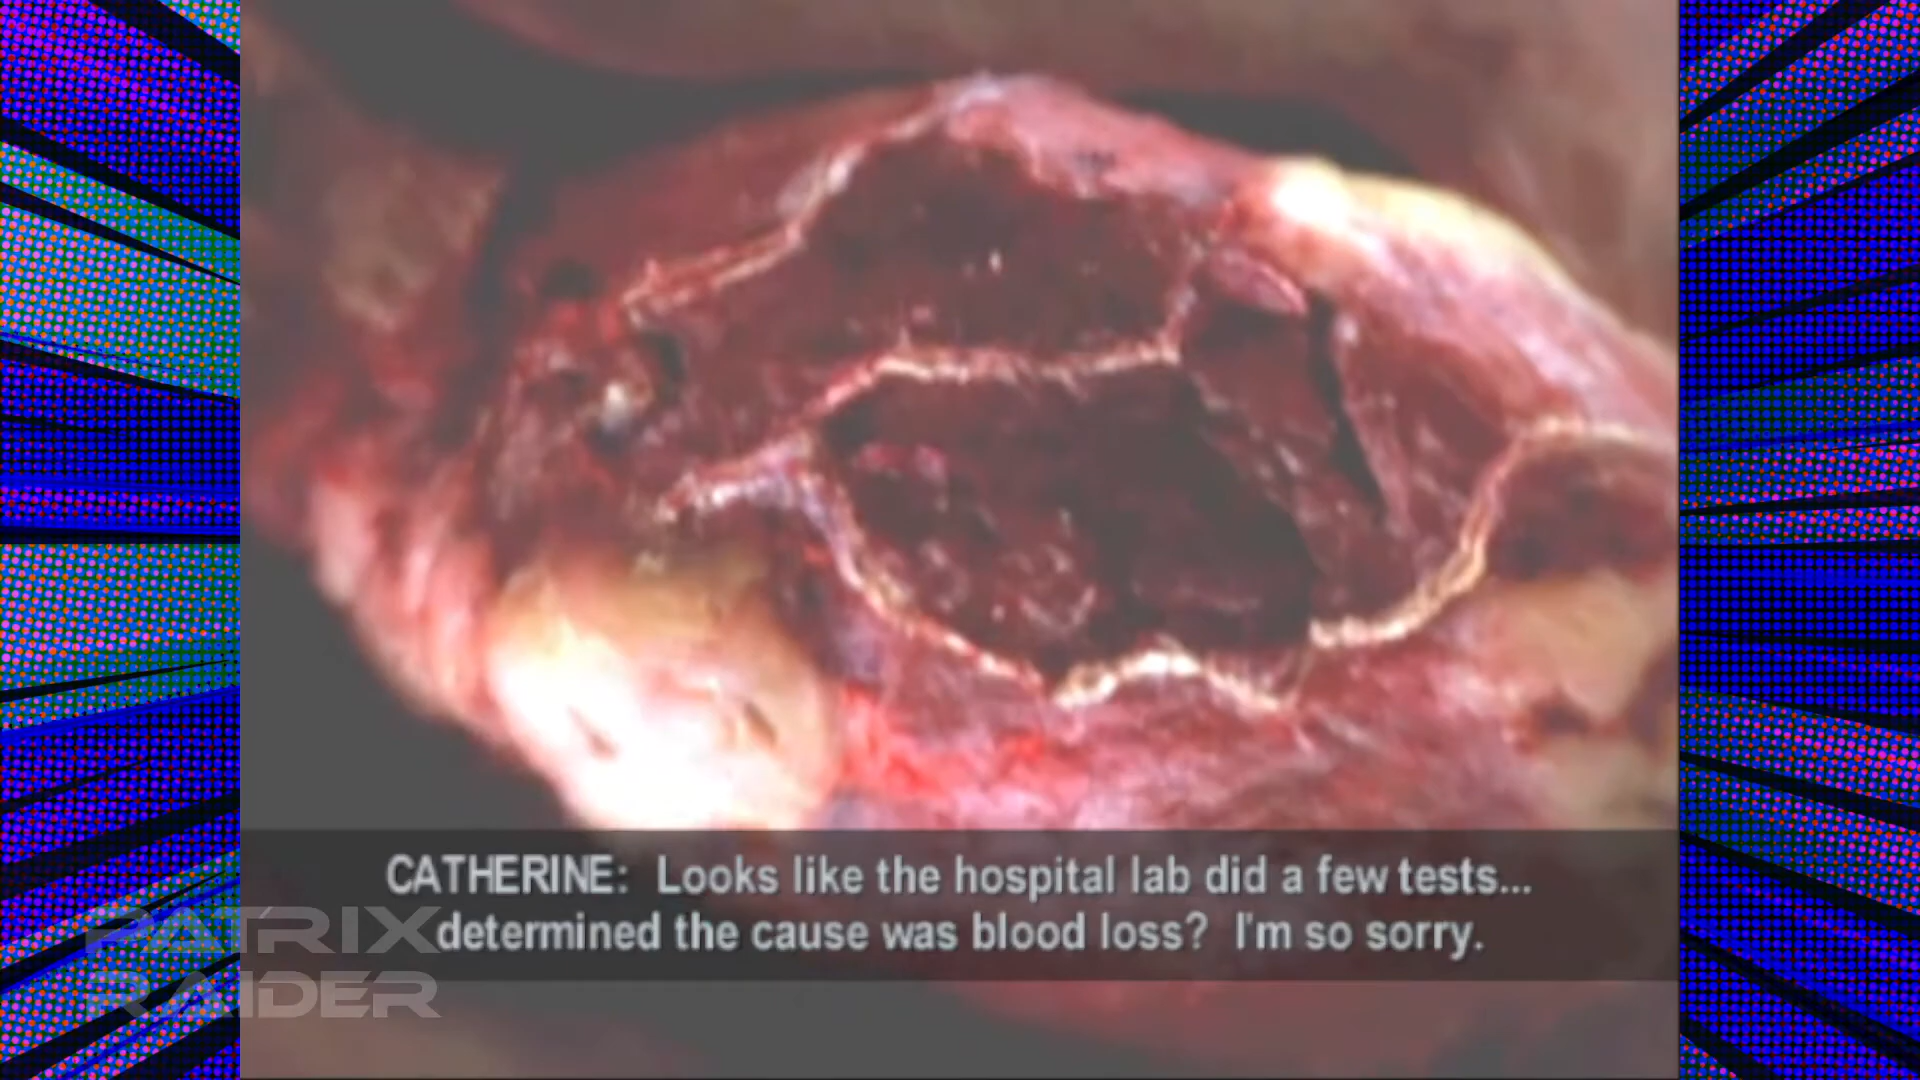 CATHERINE: Looks like the hospital lab did a few tests...
determined the cause was blood loss? I'm so sorry.
PATRIX
RAIDER